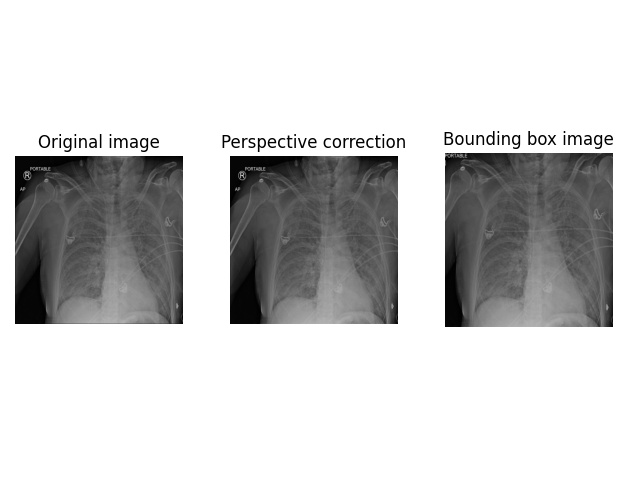 Original image
Perspective correction
Bounding box image
PORTABLE
R
AP
PORTABLE
R
AP
PORTABLE